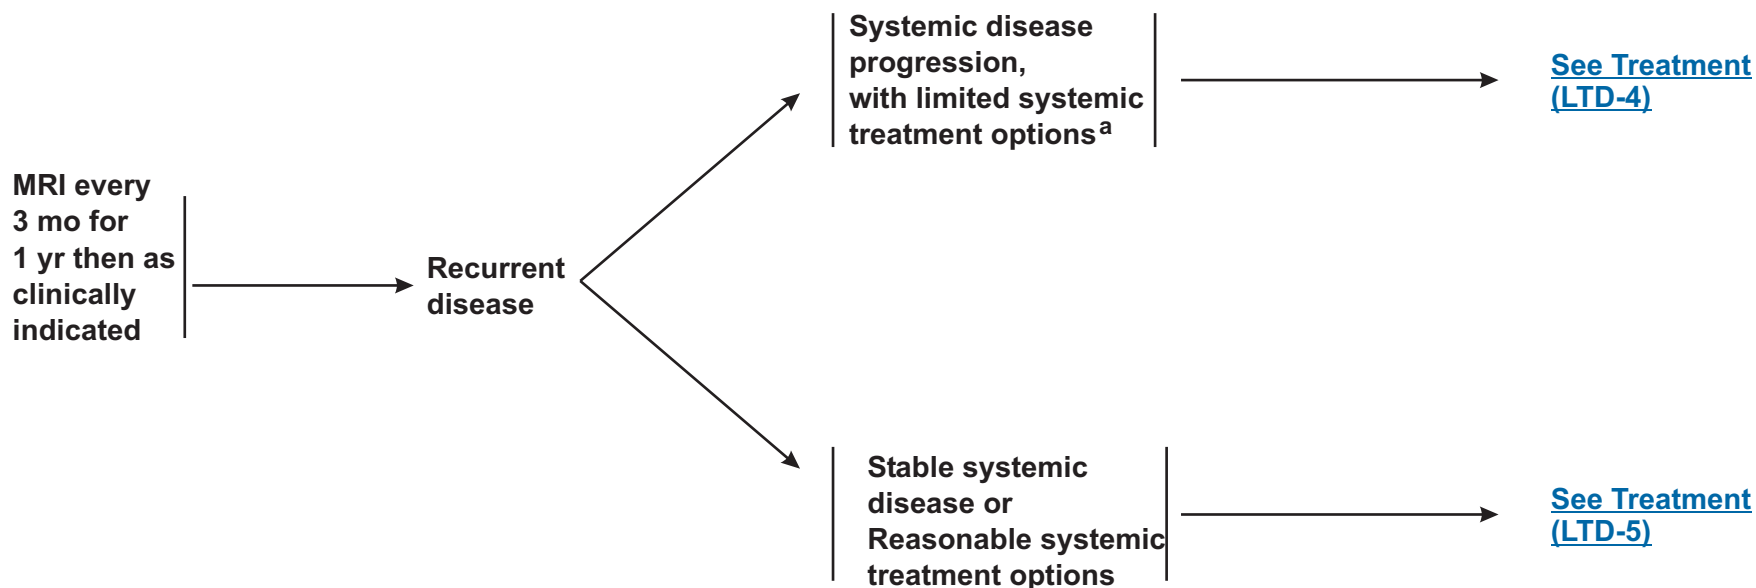 MRI every
3 mo for
1 yr then as
clinically
indicated
Recurrent
disease
Systemic disease
progression,
with limited systemic
treatment options a
See Treatment
(LTD-4)
Stable systemic
disease or
Reasonable systemic
treatment options
See Treatment
(LTD-5)